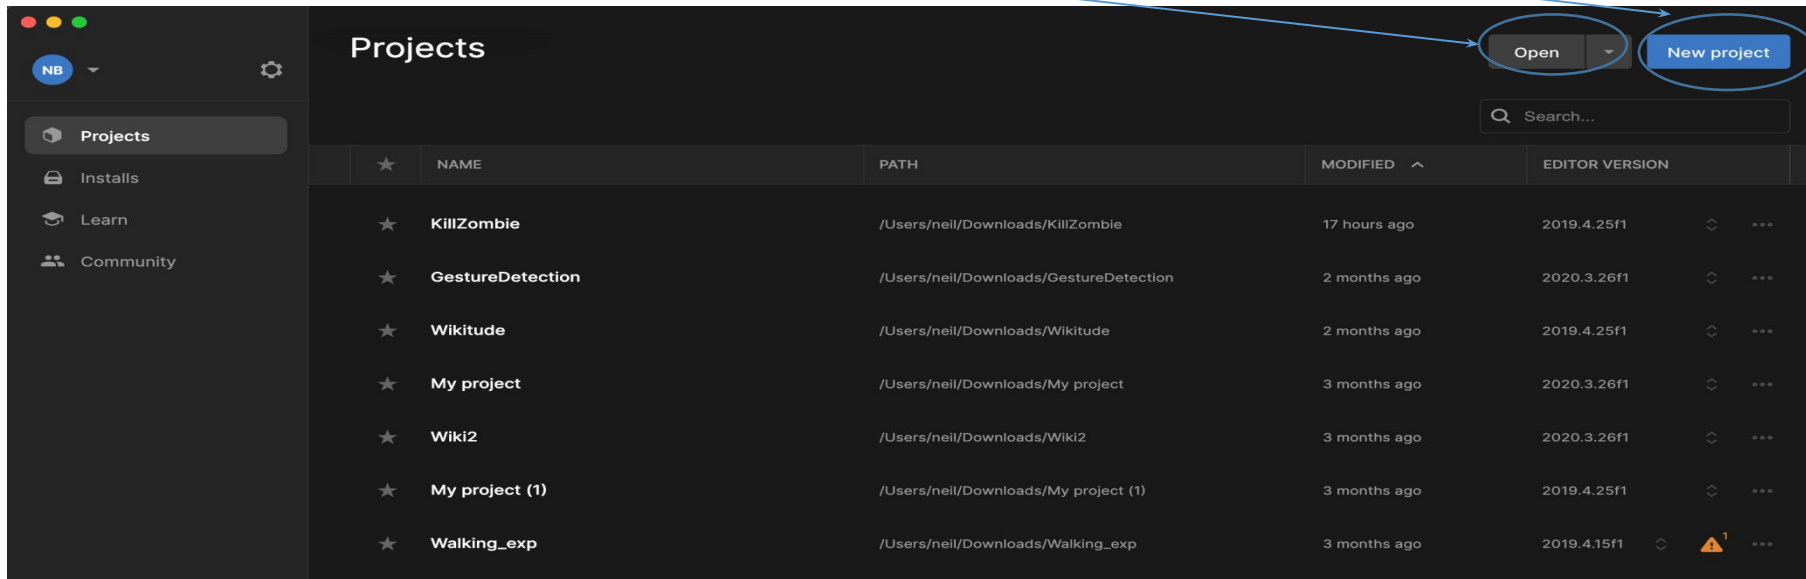 NB
Projects
Installs
Learn
Community
Projects
Open
New project
Search...
NAME PATH MODIFIED EDITOR VERSION
KillZombie /Users/neil/Downloads/KillZombie 17 hours ago 2019.4.25f1
GestureDetection /Users/neil/Downloads/GestureDetection 2 months ago 2020.3.26f1
Wikitude /Users/neil/Downloads/Wikitude 2 months ago 2019.4.25f1
My project /Users/neil/Downloads/My project 3 months ago 2020.3.26f1
Wiki2 /Users/neil/Downloads/Wiki2 3 months ago 2020.3.26f1
My project (1) /Users/neil/Downloads/My project (1) 3 months ago 2019.4.25f1
Walking_exp /Users/neil/Downloads/Walking_exp 3 months ago 2019.4.15f1 1